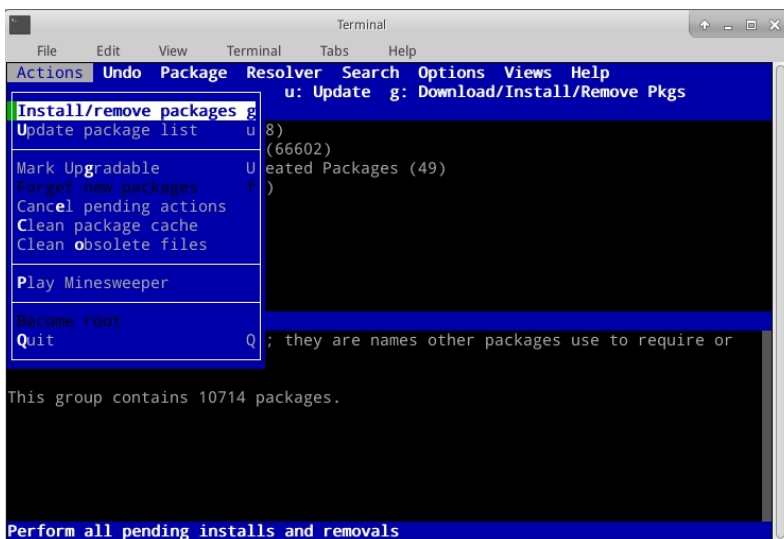 Terminal
File Edit View Terminal Tabs Help
Actions Undo Package Resolver Search Options Views Help
u: Update g: Download/Install/Remove Pkgs
Install/remove packages g
Update package list u 8)
(66602)
Mark Upgradable U eated Packages (49)
Forget new packages f )
Cancel pending actions
Clean package cache
Clean obsolete files
Play Minesweeper
Become root
Quit Q ; they are names other packages use to require or
This group contains 10714 packages.
Perform all pending installs and removals